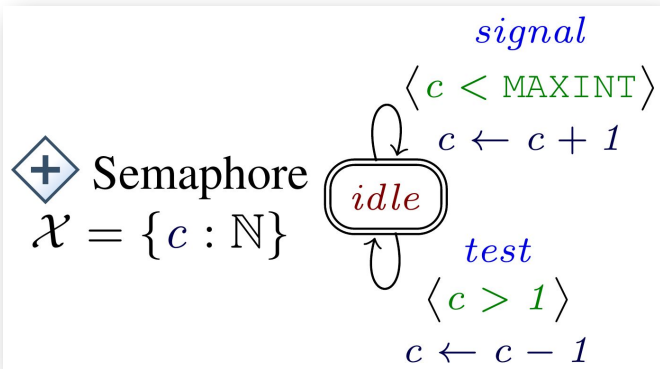 signal
⟨c < MAXINT⟩
c ← c + 1
Semaphore
𝒳 = {c : ℕ}
idle
test
⟨c > 1⟩
c ← c − 1